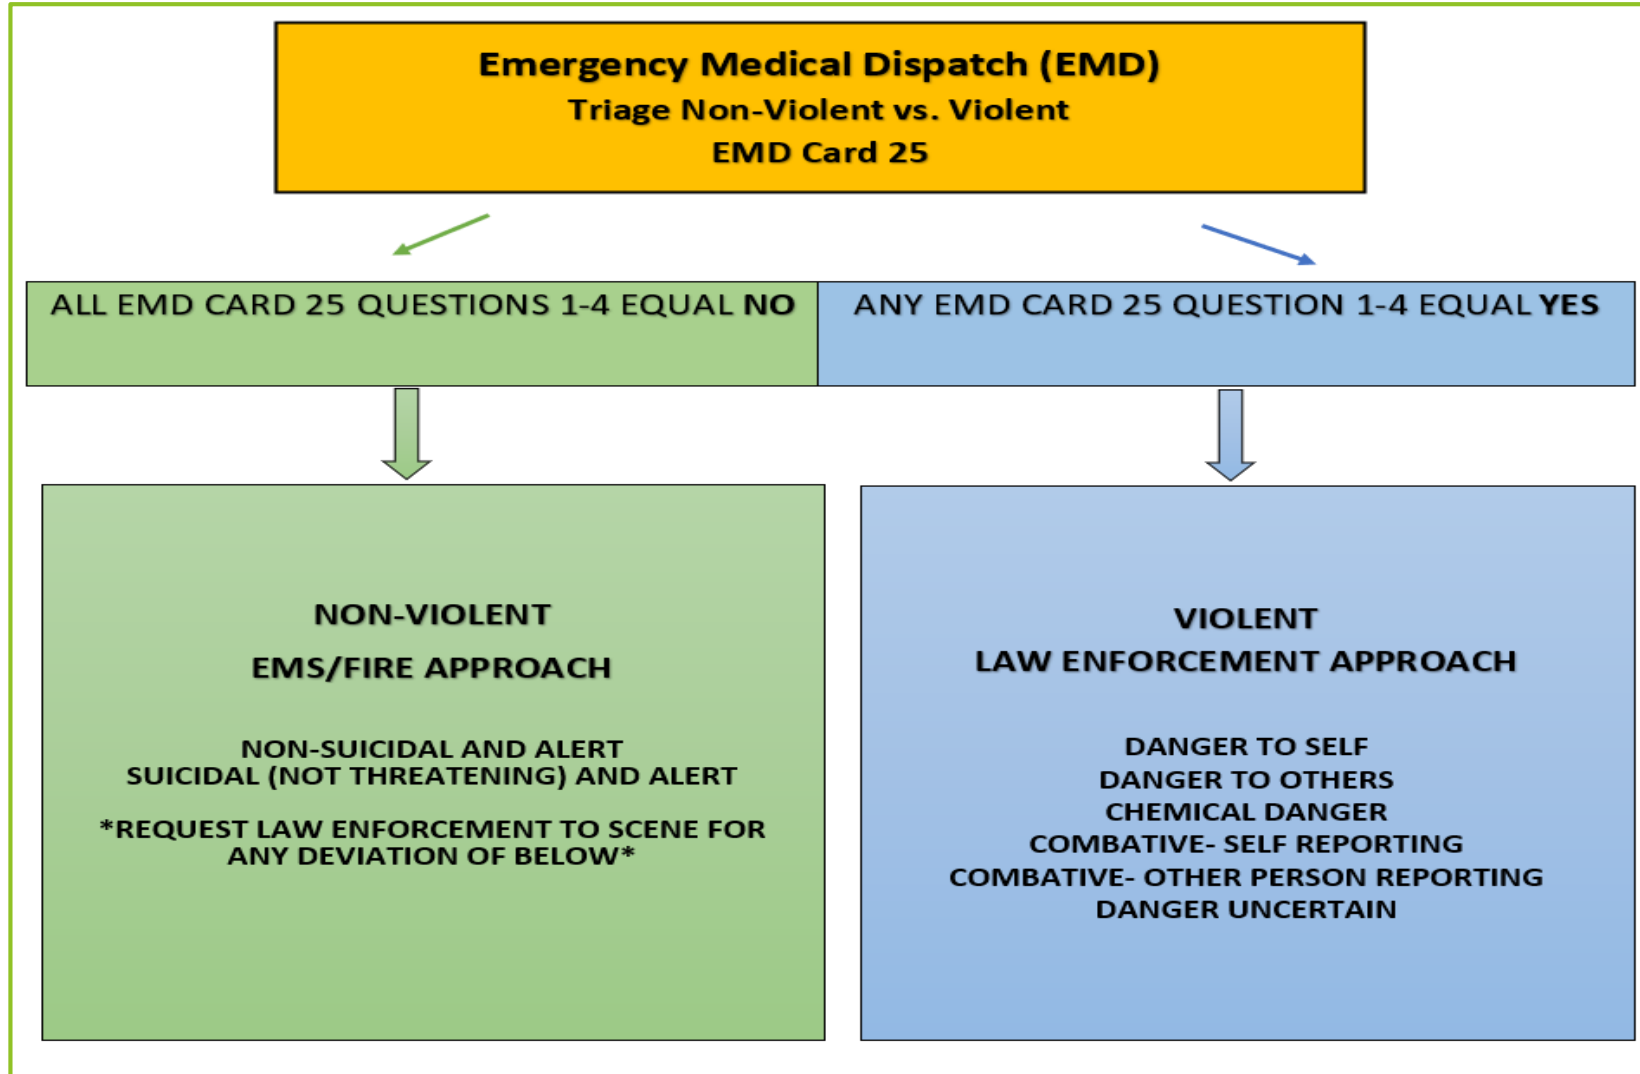 Emergency Medical Dispatch (EMD)
Triage Non-Violent vs. Violent
EMD Card 25
ALL EMD CARD 25 QUESTIONS 1-4 EQUAL NO
ANY EMD CARD 25 QUESTION 1-4 EQUAL YES
NON-VIOLENT
EMS/FIRE APPROACH
NON-SUICIDAL AND ALERT
SUICIDAL (NOT THREATENING) AND ALERT
*REQUEST LAW ENFORCEMENT TO SCENE FOR
ANY DEVIATION OF BELOW*
VIOLENT
LAW ENFORCEMENT APPROACH
DANGER TO SELF
DANGER TO OTHERS
CHEMICAL DANGER
COMBATIVE- SELF REPORTING
COMBATIVE- OTHER PERSON REPORTING
DANGER UNCERTAIN